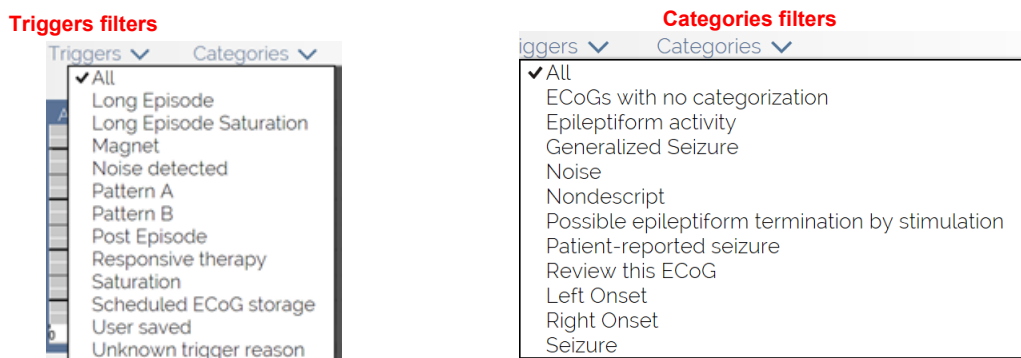 Triggers filters
Triggers
Categories
All
Long Episode
Long Episode Saturation
Magnet
Noise detected
Pattern A
Pattern B
Post Episode
Responsive therapy
Saturation
Scheduled ECoG storage
User saved
Unknown trigger reason
Categories filters
iggers
Categories
All
ECoGs with no categorization
Epileptiform activity
Generalized Seizure
Noise
Nondescript
Possible epileptiform termination by stimulation
Patient-reported seizure
Review this ECoG
Left Onset
Right Onset
Seizure